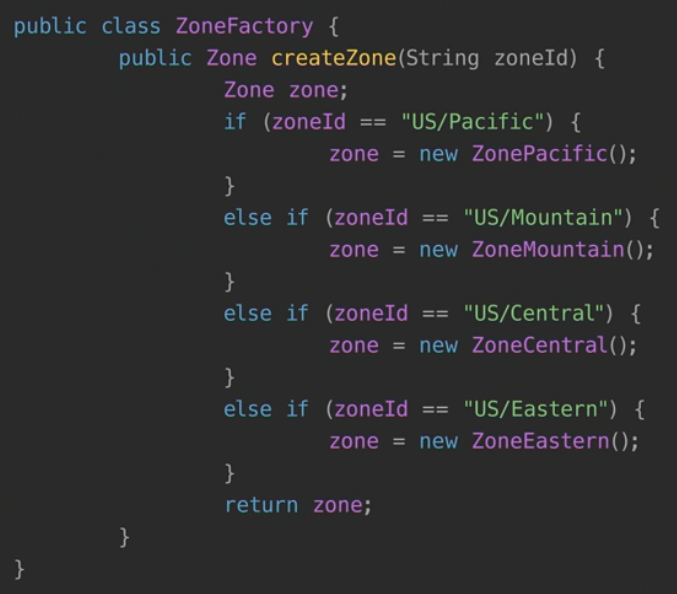 public class ZoneFactory {
        public Zone createZone(String zoneId) {
                Zone zone;
                if (zoneId == "US/Pacific") {
                        zone = new ZonePacific();
                }
                else if (zoneId == "US/Mountain") {
                        zone = new ZoneMountain();
                }
                else if (zoneId == "US/Central") {
                        zone = new ZoneCentral();
                }
                else if (zoneId == "US/Eastern") {
                        zone = new ZoneEastern();
                }
                return zone;
        }
}